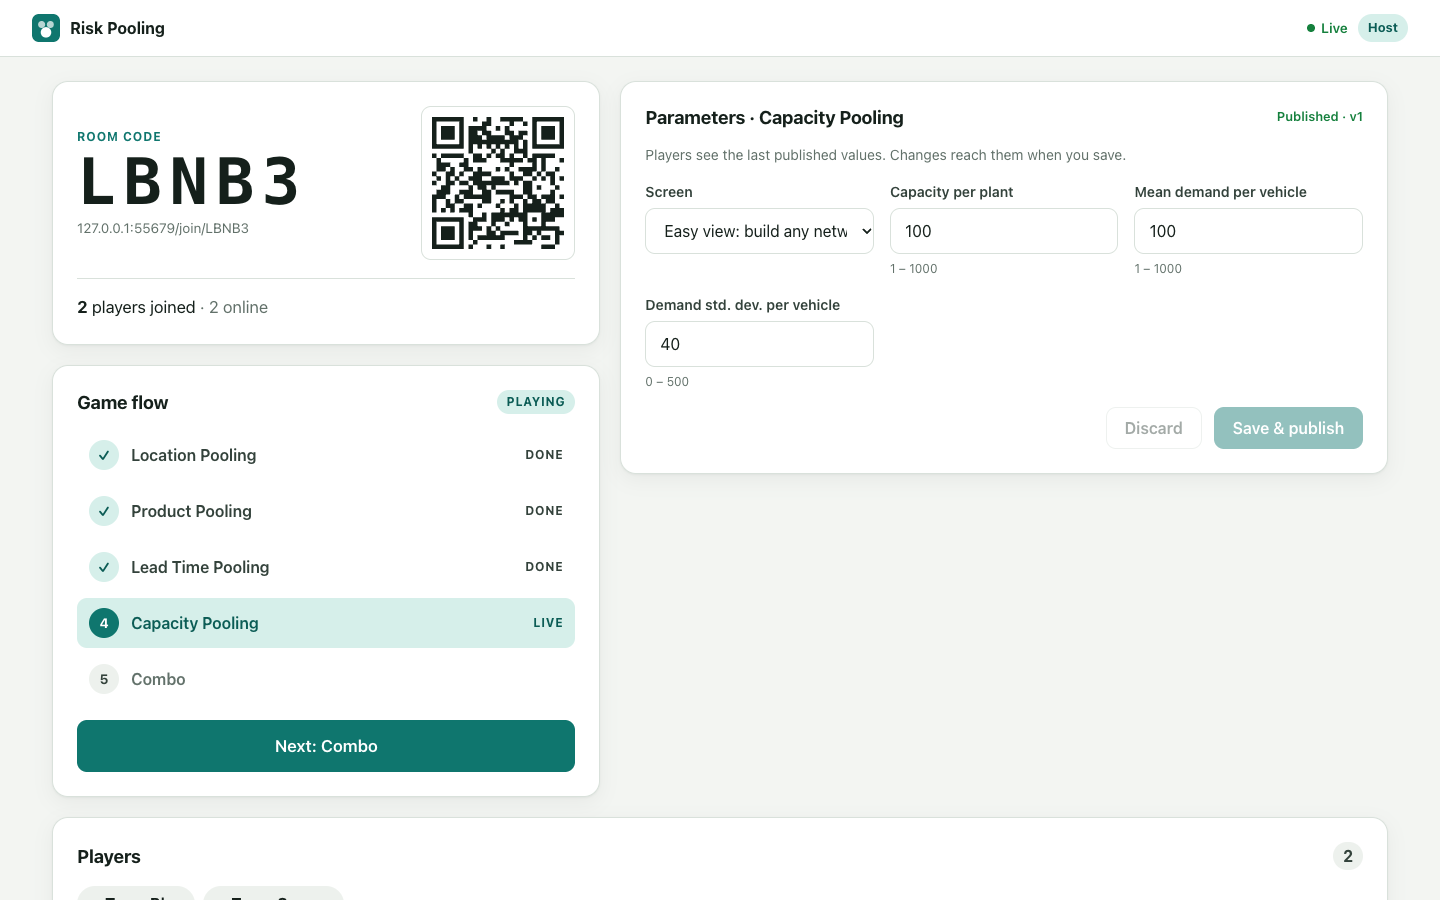 Risk Pooling
Live
Host
ROOM CODE
LBNB3
127.0.0.1:55679/join/LBNB3
2 players joined · 2 online
Game flow
PLAYING
Location Pooling
DONE
Product Pooling
DONE
Lead Time Pooling
DONE
4
Capacity Pooling
LIVE
5
Combo
Next: Combo
Parameters · Capacity Pooling
Published · v1
Players see the last published values. Changes reach them when you save.
Screen
Easy view: build any netw
Capacity per plant
100
1 – 1000
Mean demand per vehicle
100
1 – 1000
Demand std. dev. per vehicle
40
0 – 500
Discard
Save & publish
Players
2